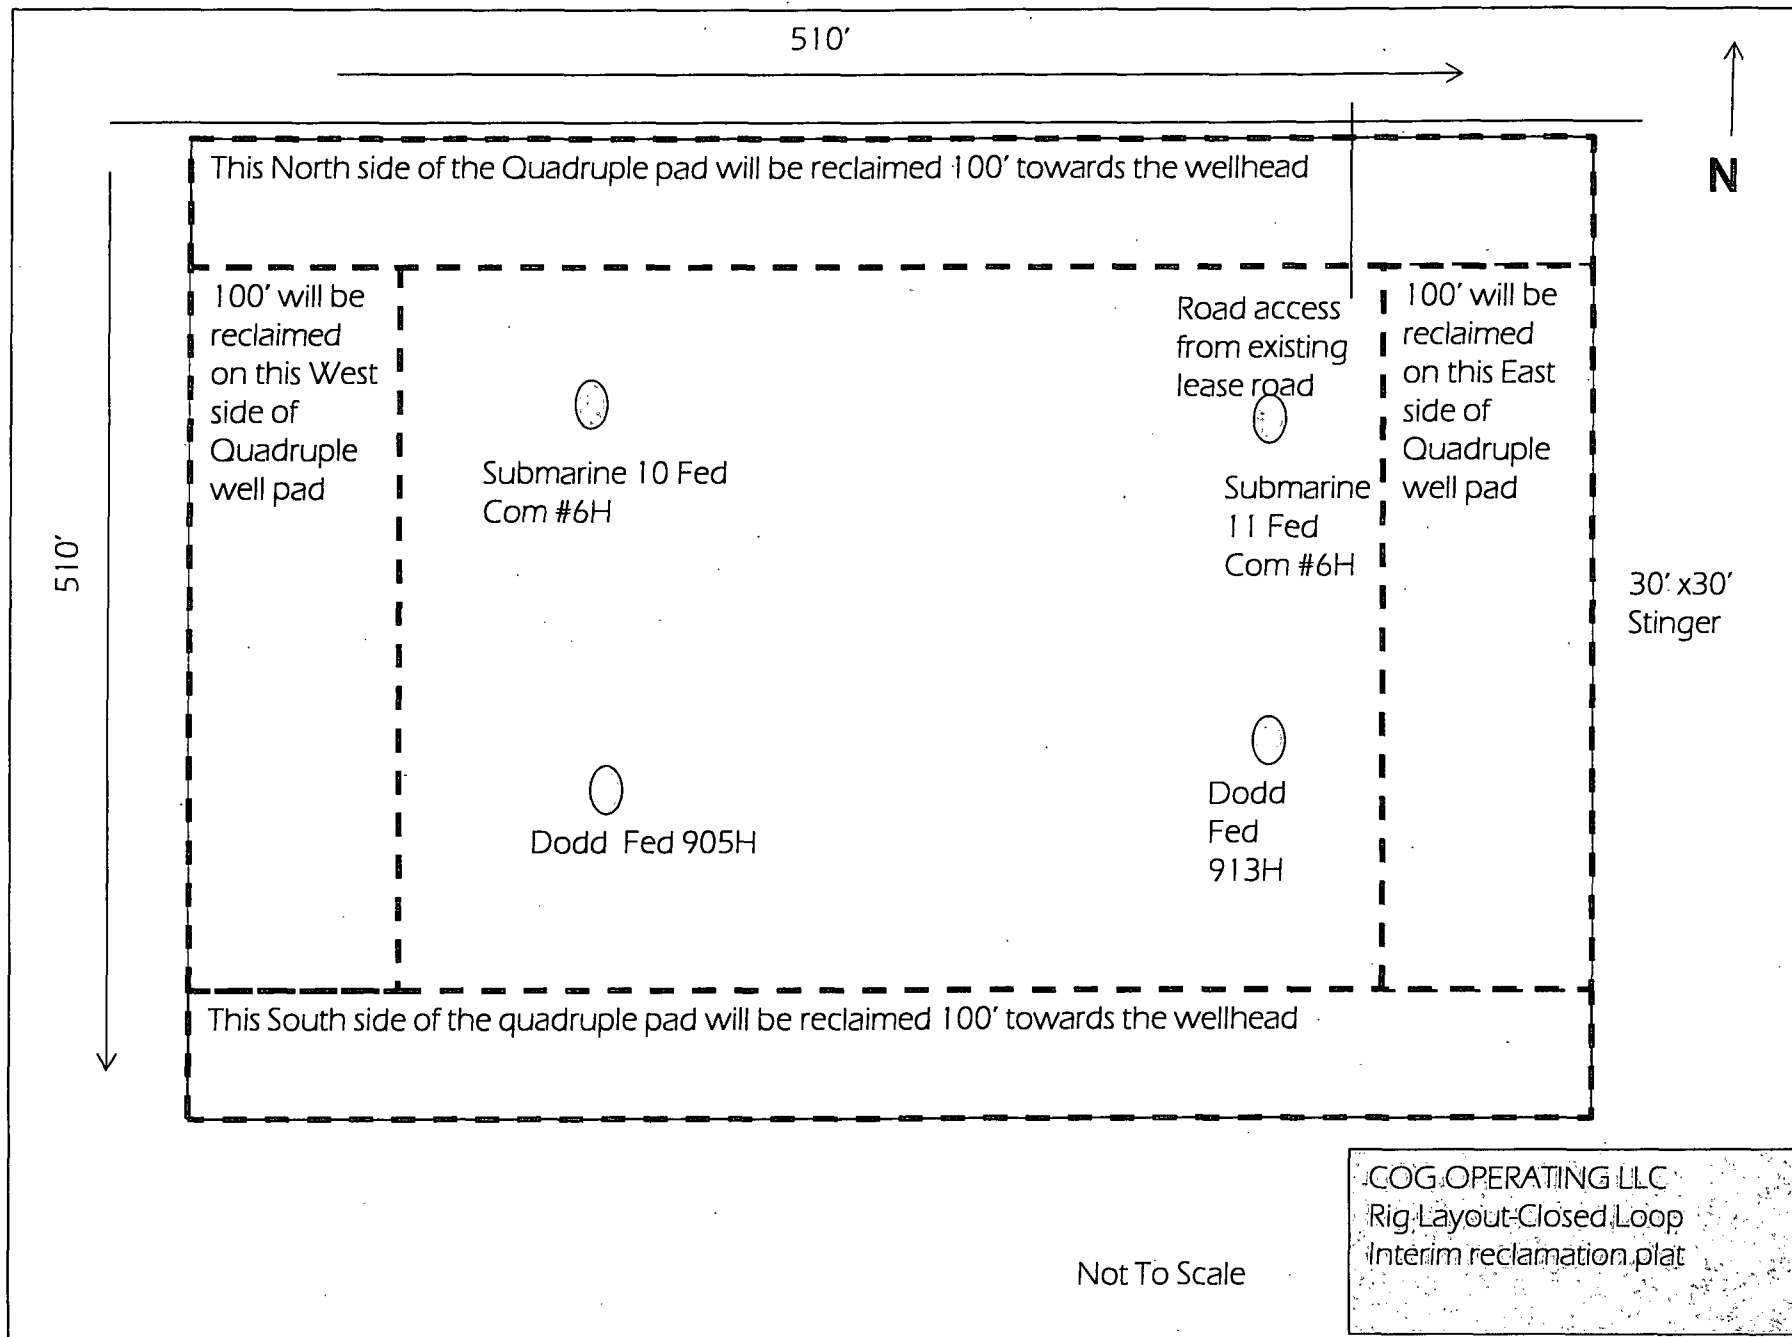 510'
N
This North side of the Quadruple pad will be reclaimed 100' towards the wellhead
100' will be
reclaimed
on this West
side of
Quadruple
well pad
Road access
from existing
lease road
100' will be
reclaimed
on this East
side of
Quadruple
well pad
Submarine 10 Fed
Com #6H
Submarine
11 Fed
Com #6H
510'
30' x30'
Stinger
Dodd Fed 905H
Dodd
Fed
913H
This South side of the quadruple pad will be reclaimed 100' towards the wellhead
Not To Scale
COG OPERATING LLC
Rig Layout-Closed Loop
Interim reclamation plat